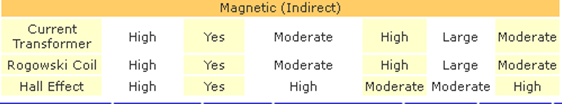 Magnetic (Indirect)
Current Transformer High Yes Moderate High Large Moderate
Rogowski Coil High Yes Moderate High Large Moderate
Hall Effect High Yes High Moderate Moderate High